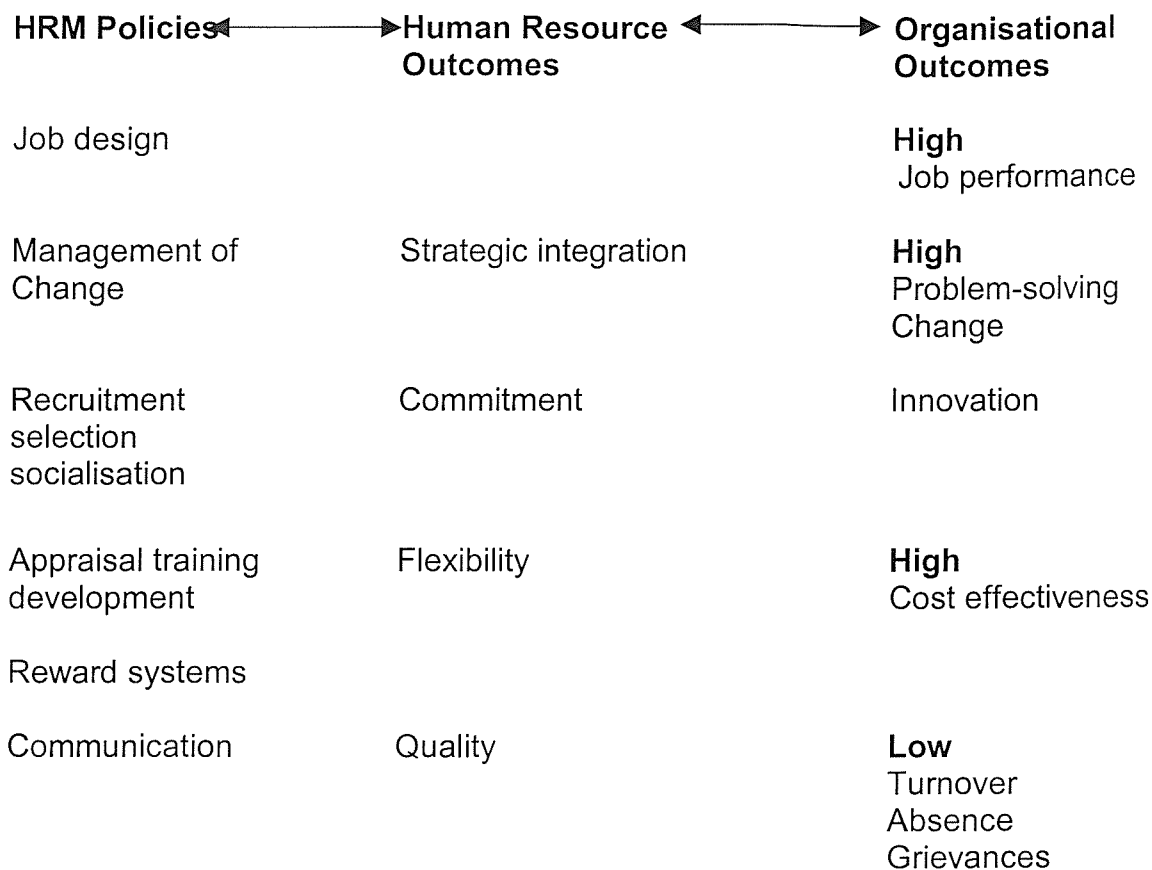 HRM Policies Human Resource Organisational
Outcomes Outcomes
Job design High
Job performance
Management of Strategic integration High
Change Problem-solving
Change
Recruitment Commitment Innovation
selection
socialisation
Appraisal training Flexibility High
development Cost effectiveness
Reward systems
Communication Quality Low
Turnover
Absence
Grievances